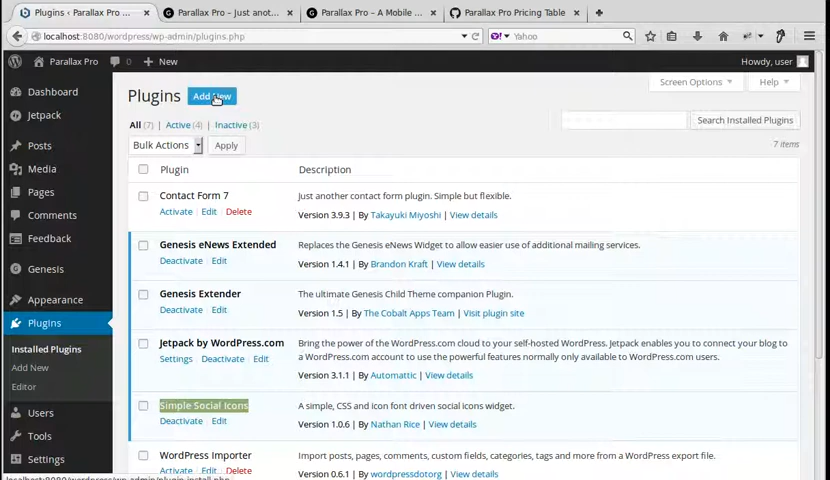 Plugins ‹ Parallax Pro ...
Parallax Pro – Just anot...
Parallax Pro – A Mobile ...
Parallax Pro Pricing Table
localhost:8080/wordpress/wp-admin/plugins.php
Yahoo
Parallax Pro
0
+ New
Howdy, user
Screen Options
Help
Plugins
Add New
All (7) | Active (4) | Inactive (3)
Search Installed Plugins
Bulk Actions
Apply
7 items
Dashboard
Jetpack
Posts
Media
Pages
Comments
Feedback
Genesis
Appearance
Plugins
Installed Plugins
Add New
Editor
Users
Tools
Settings
Plugin
Description
Contact Form 7
Just another contact form plugin. Simple but flexible.
Activate | Edit | Delete
Version 3.9.3 | By Takayuki Miyoshi | View details
Genesis eNews Extended
Replaces the Genesis eNews Widget to allow easier use of additional mailing services.
Deactivate | Edit
Version 1.4.1 | By Brandon Kraft | View details
Genesis Extender
The ultimate Genesis Child Theme companion Plugin.
Deactivate | Edit
Version 1.5 | By The Cobalt Apps Team | Visit plugin site
Jetpack by WordPress.com
Bring the power of the WordPress.com cloud to your self-hosted WordPress. Jetpack enables you to connect your blog to
a WordPress.com account to use the powerful features normally only available to WordPress.com users.
Settings | Deactivate | Edit
Version 3.1.1 | By Automattic | View details
Simple Social Icons
A simple, CSS and icon font driven social icons widget.
Deactivate | Edit
Version 1.0.6 | By Nathan Rice | View details
WordPress Importer
Import posts, pages, comments, custom fields, categories, tags and more from a WordPress export file.
Activate | Edit | Delete
Version 0.6.1 | By wordpressdotorg | View details
localhost:8080/wordpress/wp-admin/plugin-install.php